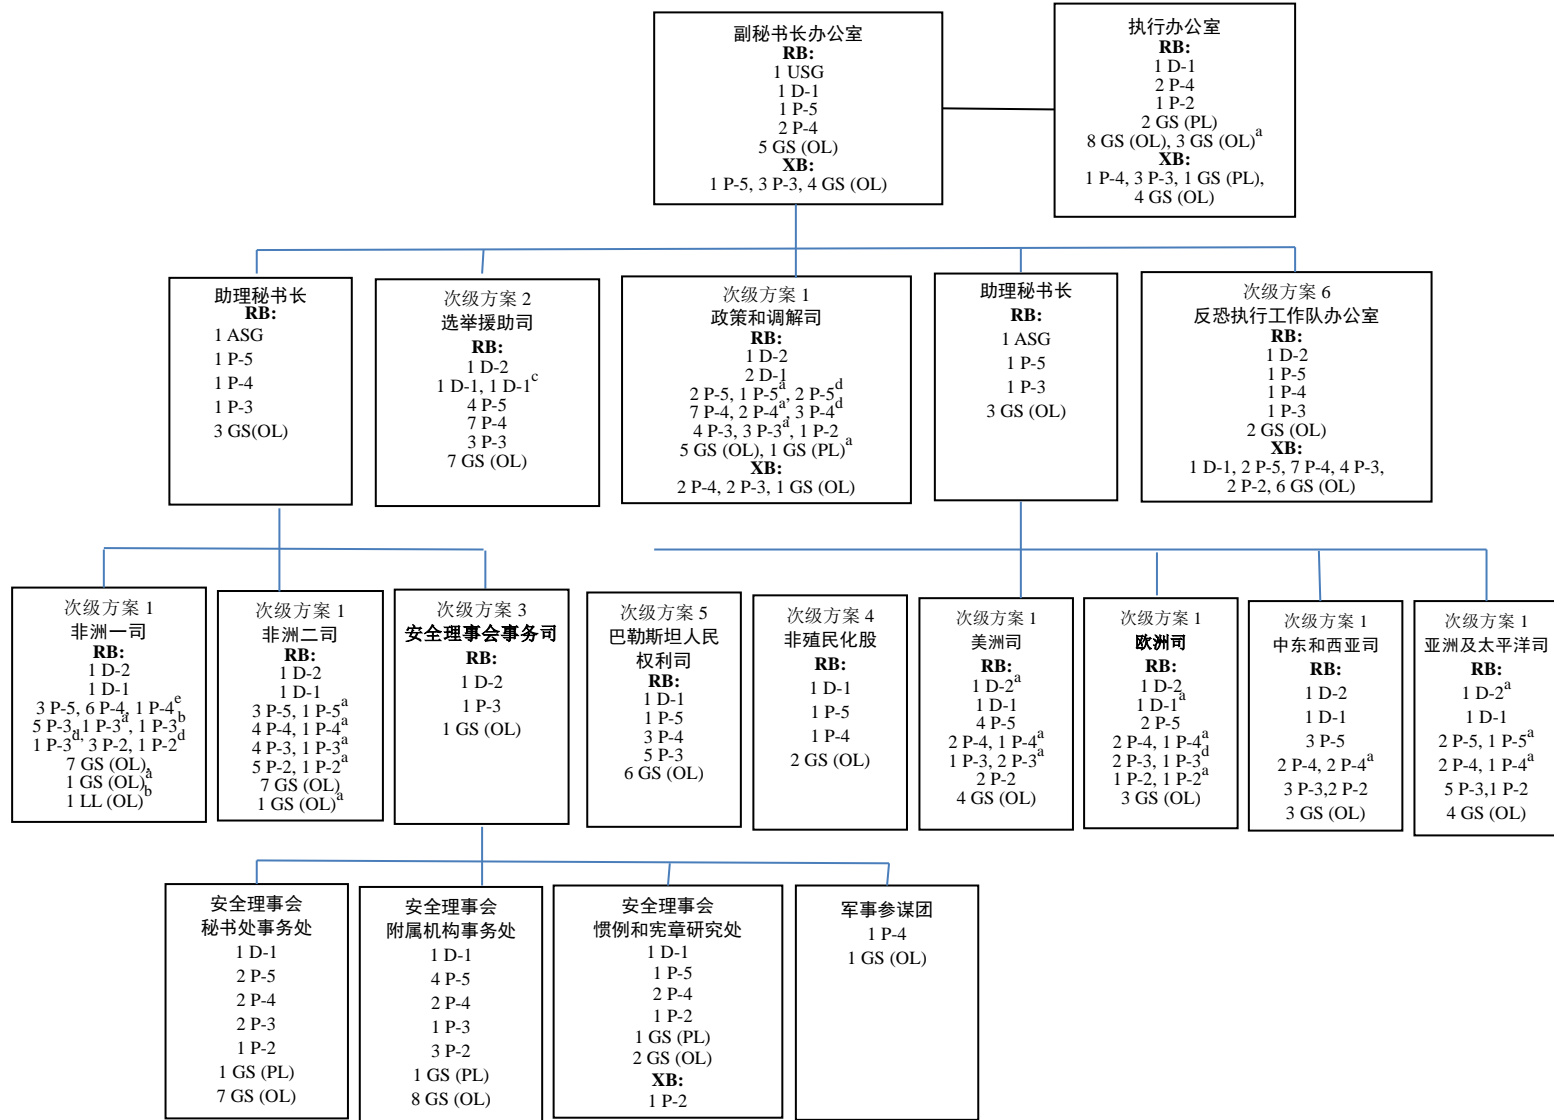 副秘书长办公室
RB:
1 USG
1 D-1
1 P-5
2 P-4
5 GS (OL)
XB:
1 P-5, 3 P-3, 4 GS (OL)
执行办公室
RB:
1 D-1
2 P-4
1 P-2
2 GS (PL)
8 GS (OL), 3 GS (OL)a
XB:
1 P-4, 3 P-3, 1 GS (PL),
4 GS (OL)
助理秘书长
RB:
1 ASG
1 P-5
1 P-4
1 P-3
3 GS(OL)
次级方案 2
选举援助司
RB:
1 D-2
1 D-1, 1 D-1c
4 P-5
7 P-4
3 P-3
7 GS (OL)
次级方案 1
政策和调解司
RB:
1 D-2
2 D-1
2 P-5, 1 P-5a, 2 P-5d
7 P-4, 2 P-4a, 3 P-4d
4 P-3, 3 P-3a, 1 P-2
5 GS (OL), 1 GS (PL)a
XB:
2 P-4, 2 P-3, 1 GS (OL)
助理秘书长
RB:
1 ASG
1 P-5
1 P-3
3 GS (OL)
次级方案 6
反恐执行工作队办公室
RB:
1 D-2
1 P-5
1 P-4
1 P-3
2 GS (OL)
XB:
1 D-1, 2 P-5, 7 P-4, 4 P-3,
2 P-2, 6 GS (OL)
次级方案 1
非洲一司
RB:
1 D-2
1 D-1
3 P-5, 6 P-4, 1 P-4e
5 P-3, 1 P-3a, 1 P-3b
1 P-3d, 3 P-2, 1 P-2d
7 GS (OL),
1 GS (OL)a
1 LL (OL)b
次级方案 1
非洲二司
RB:
1 D-2
1 D-1
3 P-5, 1 P-5a
4 P-4, 1 P-4a
4 P-3, 1 P-3a
5 P-2, 1 P-2a
7 GS (OL)
1 GS (OL)a
次级方案 3
安全理事会事务司
RB:
1 D-2
1 P-3
1 GS (OL)
次级方案 5
巴勒斯坦人民
权利司
RB:
1 D-1
1 P-5
3 P-4
5 P-3
6 GS (OL)
次级方案 4
非殖民化股
RB:
1 D-1
1 P-5
1 P-4
2 GS (OL)
次级方案 1
美洲司
RB:
1 D-2a
1 D-1
4 P-5
2 P-4, 1 P-4a
1 P-3, 2 P-3a
2 P-2
4 GS (OL)
次级方案 1
欧洲司
RB:
1 D-2
1 D-1a
2 P-5
2 P-4, 1 P-4a
2 P-3, 1 P-3d
1 P-2, 1 P-2a
3 GS (OL)
次级方案 1
中东和西亚司
RB:
1 D-2
1 D-1
3 P-5
2 P-4, 2 P-4a
3 P-3,2 P-2
3 GS (OL)
次级方案 1
亚洲及太平洋司
RB:
1 D-2a
1 D-1
2 P-5, 1 P-5a
2 P-4, 1 P-4a
5 P-3,1 P-2
4 GS (OL)
安全理事会
秘书处事务处
1 D-1
2 P-5
2 P-4
2 P-3
1 P-2
1 GS (PL)
7 GS (OL)
安全理事会
附属机构事务处
1 D-1
4 P-5
2 P-4
1 P-3
3 P-2
1 GS (PL)
8 GS (OL)
安全理事会
惯例和宪章研究处
1 D-1
1 P-5
2 P-4
1 P-2
1 GS (PL)
2 GS (OL)
XB:
1 P-2
军事参谋团
1 P-4
1 GS (OL)